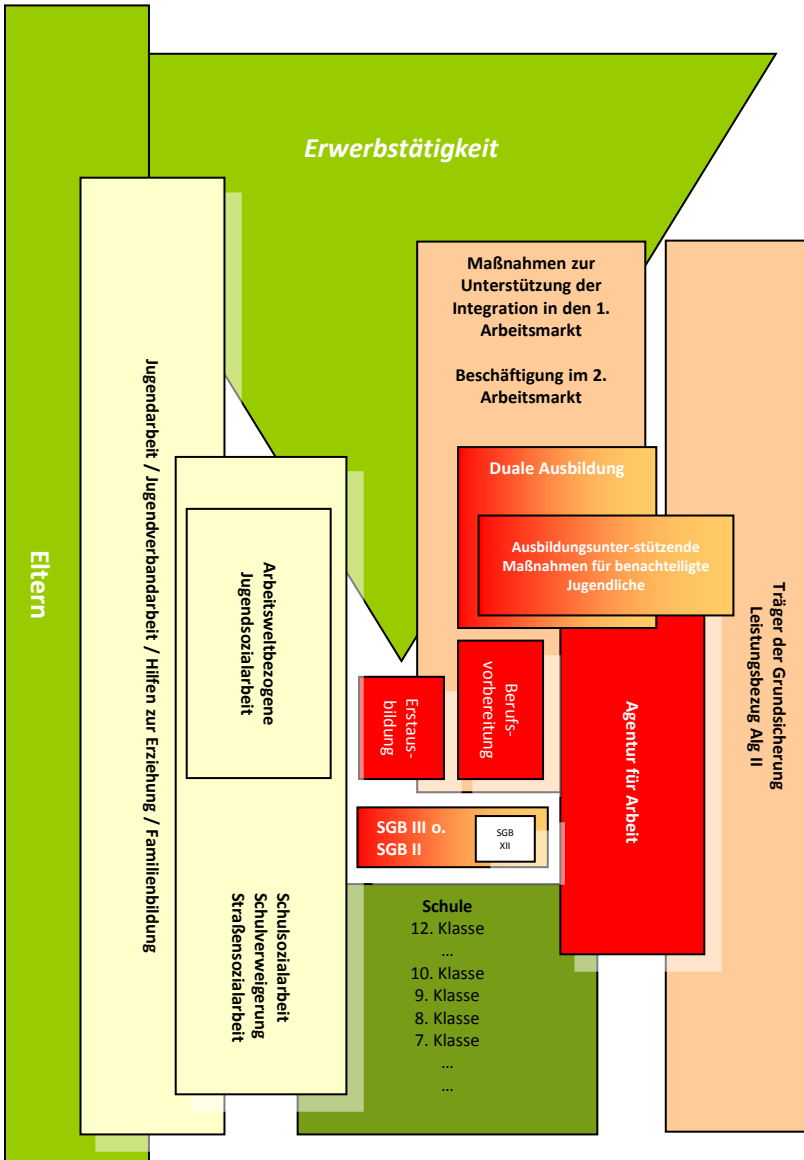 Erwerbstätigkeit
Eltern
Jugendarbeit / Jugendverbandarbeit / Hilfen zur Erziehung / Familienbildung
Arbeitsweltbezogene
Jugendsozialarbeit
Schulsozialarbeit
Schulverweigerung
Straßensozialarbeit
Maßnahmen zur
Unterstützung der
Integration in den 1.
Arbeitsmarkt
Beschäftigung im 2.
Arbeitsmarkt
Duale Ausbildung
Ausbildungsunter-stützende
Maßnahmen für benachteiligte
Jugendliche
Erstaus-
bildung
Berufs-
vorbereitung
Agentur für Arbeit
Träger der Grundsicherung
Leistungsbezug Alg II
SGB III o.
SGB II
SGB
XII
Schule
12. Klasse
...
10. Klasse
9. Klasse
8. Klasse
7. Klasse
...
...